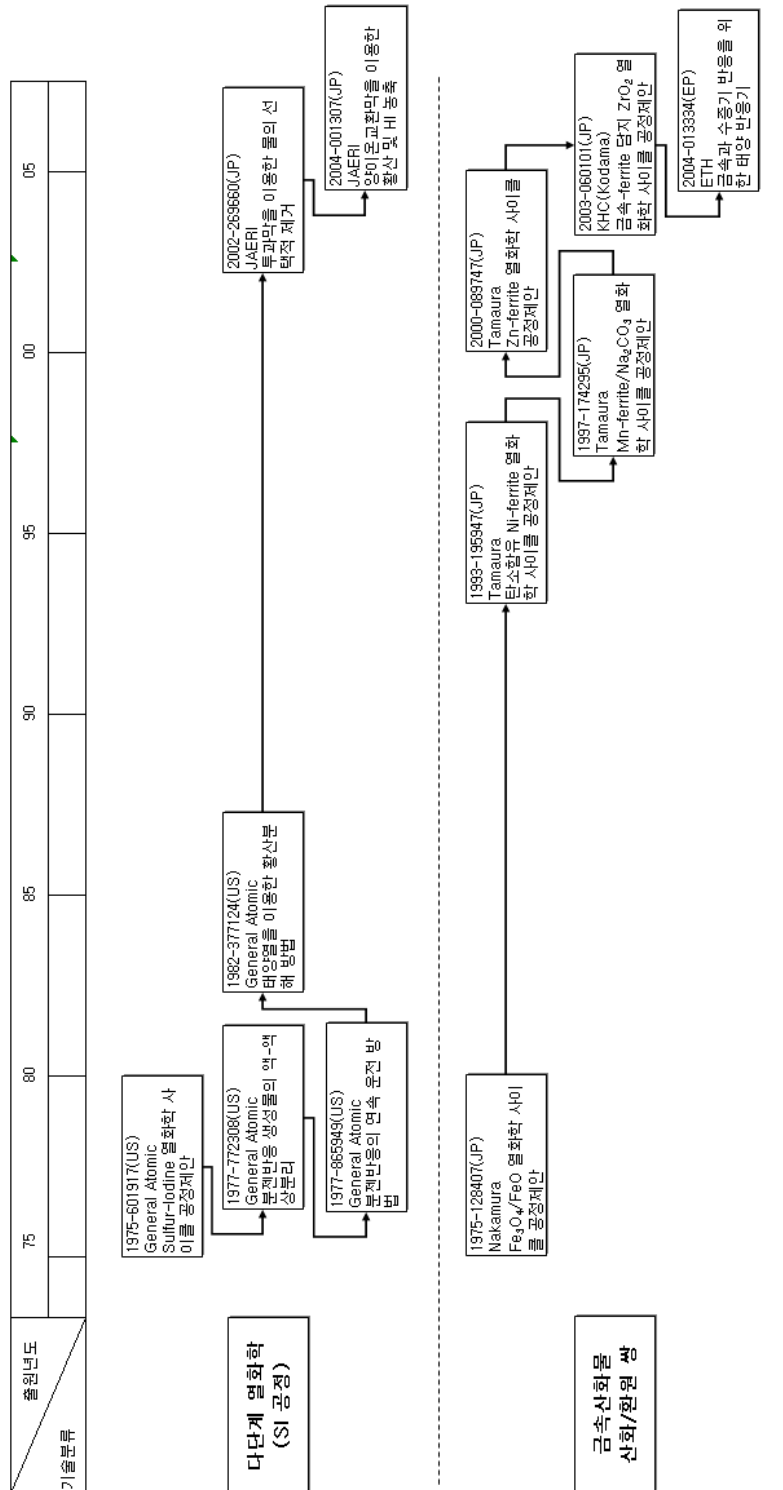 출원년도
기술분류
75
80
85
90
95
00
05
다단계 열화학
(SI 공정)
1975-601917(US)
General Atomic
Sulfur-Iodine 열화학 사
이클 공정제안
1977-772308(US)
General Atomic
분젠반응 생성물의 액-액
상분리
1977-865949(US)
General Atomic
분젠반응의 연속 운전 방
법
1982-377124(US)
General Atomic
태양열을 이용한 황산분
해 방법
2002-269660(JP)
JAERI
투과막을 이용한 물의 선
택적 제거
2004-001307(JP)
JAERI
양이온교환막을 이용한
황산 및 HI 농축
금속산화물
산화/환원 쌍
1975-128407(JP)
Nakamura
Fe₃O₄/FeO 열화학 사이
클 공정제안
1993-195947(JP)
Tamaura
탄소함유 Ni-ferrite 열화
학 사이클 공정제안
1997-174295(JP)
Tamaura
Mn-ferrite/Na₂CO₃ 열화
학 사이클 공정제안
2000-089747(JP)
Tamaura
Zn-ferrite 열화학 사이클
공정제안
2003-060101(JP)
KHC(Kodama)
금속-ferrite 담지 ZrO₂ 열
화학 사이클 공정제안
2004-013334(EP)
ETH
금속과 수증기 반응을 위
한 태양 반응기